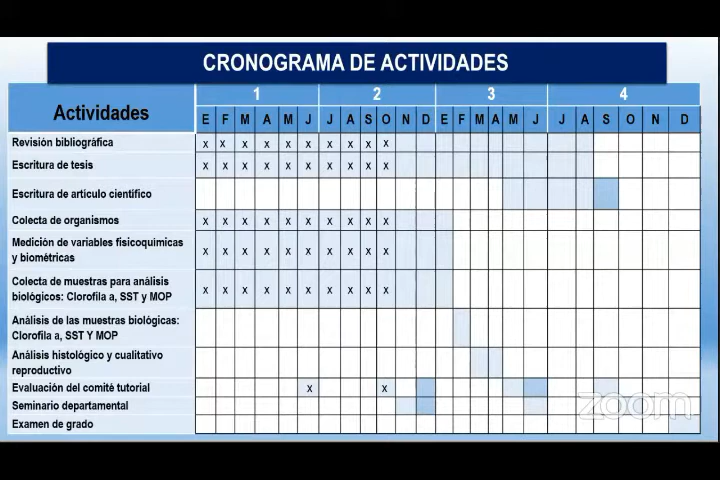 CRONOGRAMA DE ACTIVIDADES
Actividades 1 2 3 4
E F M A M J J A S O N D E F M A M J J A S O N D
Revisión bibliográfica x x x x x x x x x x
Escritura de tesis x x x x x x x x x x
Escritura de artículo científico
Colecta de organismos x x x x x x x x x x
Medición de variables fisicoquímicas
y biométricas x x x x x x x x x x
Colecta de muestras para análisis
biológicos: Clorofila a, SST y MOP x x x x x x x x x x
Análisis de las muestras biológicas:
Clorofila a, SST Y MOP
Análisis histológico y cualitativo
reproductivo
Evaluación del comité tutorial x x
Seminario departamental
Examen de grado
zoom